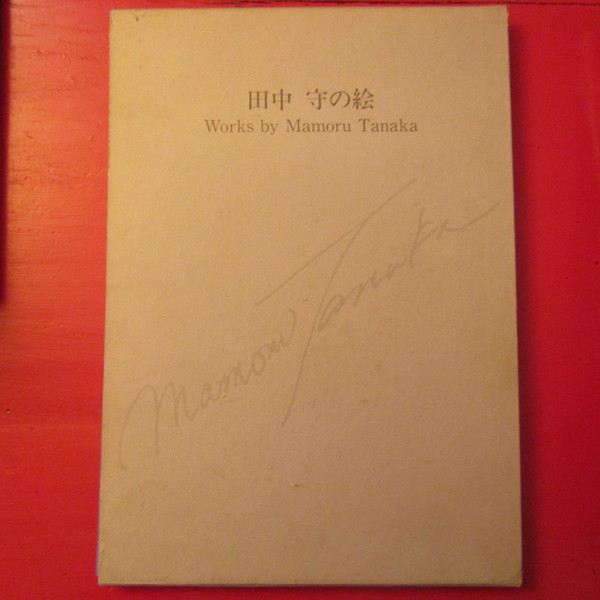 田中 守の絵
Works by Mamoru Tanaka
Mamoru Tanaka